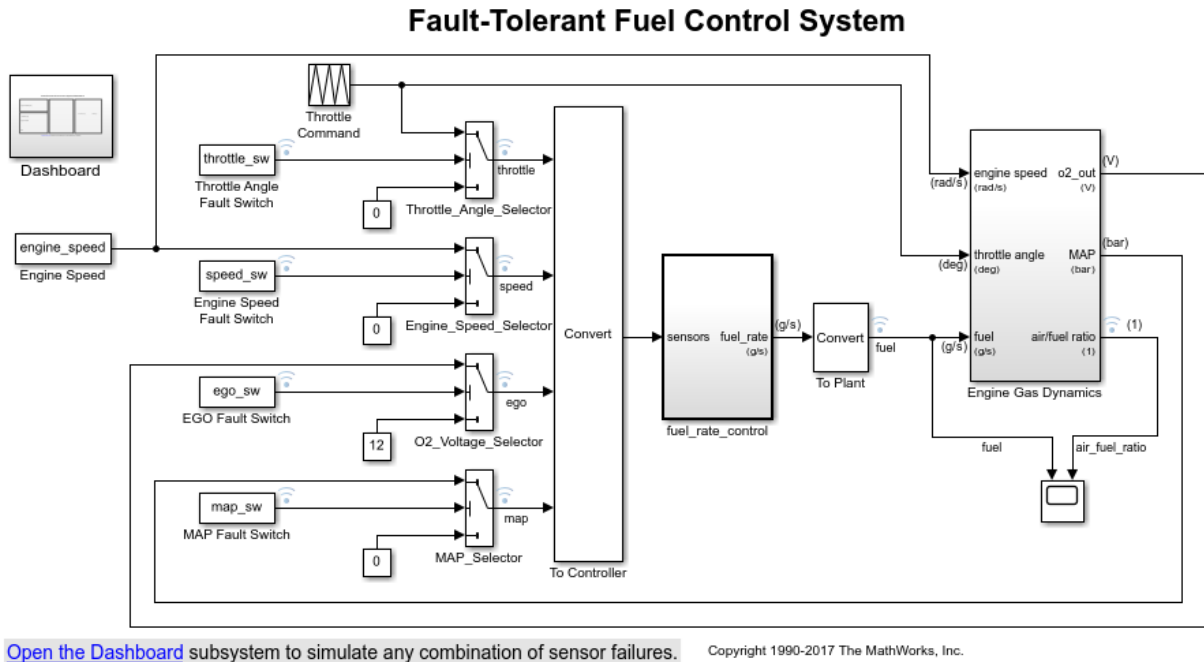 Fault-Tolerant Fuel Control System
Dashboard
Throttle
Command
throttle_sw
Throttle Angle
Fault Switch
0
throttle
Throttle_Angle_Selector
engine_speed
Engine Speed
speed_sw
Engine Speed
Fault Switch
0
speed
Engine_Speed_Selector
ego_sw
EGO Fault Switch
12
ego
O2_Voltage_Selector
map_sw
MAP Fault Switch
0
map
MAP_Selector
Convert
To Controller
sensors
fuel_rate
(g/s)
fuel_rate_control
(g/s)
Convert
To Plant
fuel
(rad/s)
(deg)
(g/s)
engine speed
(rad/s)
throttle angle
(deg)
fuel
(g/s)
o2_out
(V)
MAP
(bar)
air/fuel ratio
(1)
Engine Gas Dynamics
(V)
(bar)
(1)
fuel
air_fuel_ratio
Open the Dashboard subsystem to simulate any combination of sensor failures.
Copyright 1990-2017 The MathWorks, Inc.